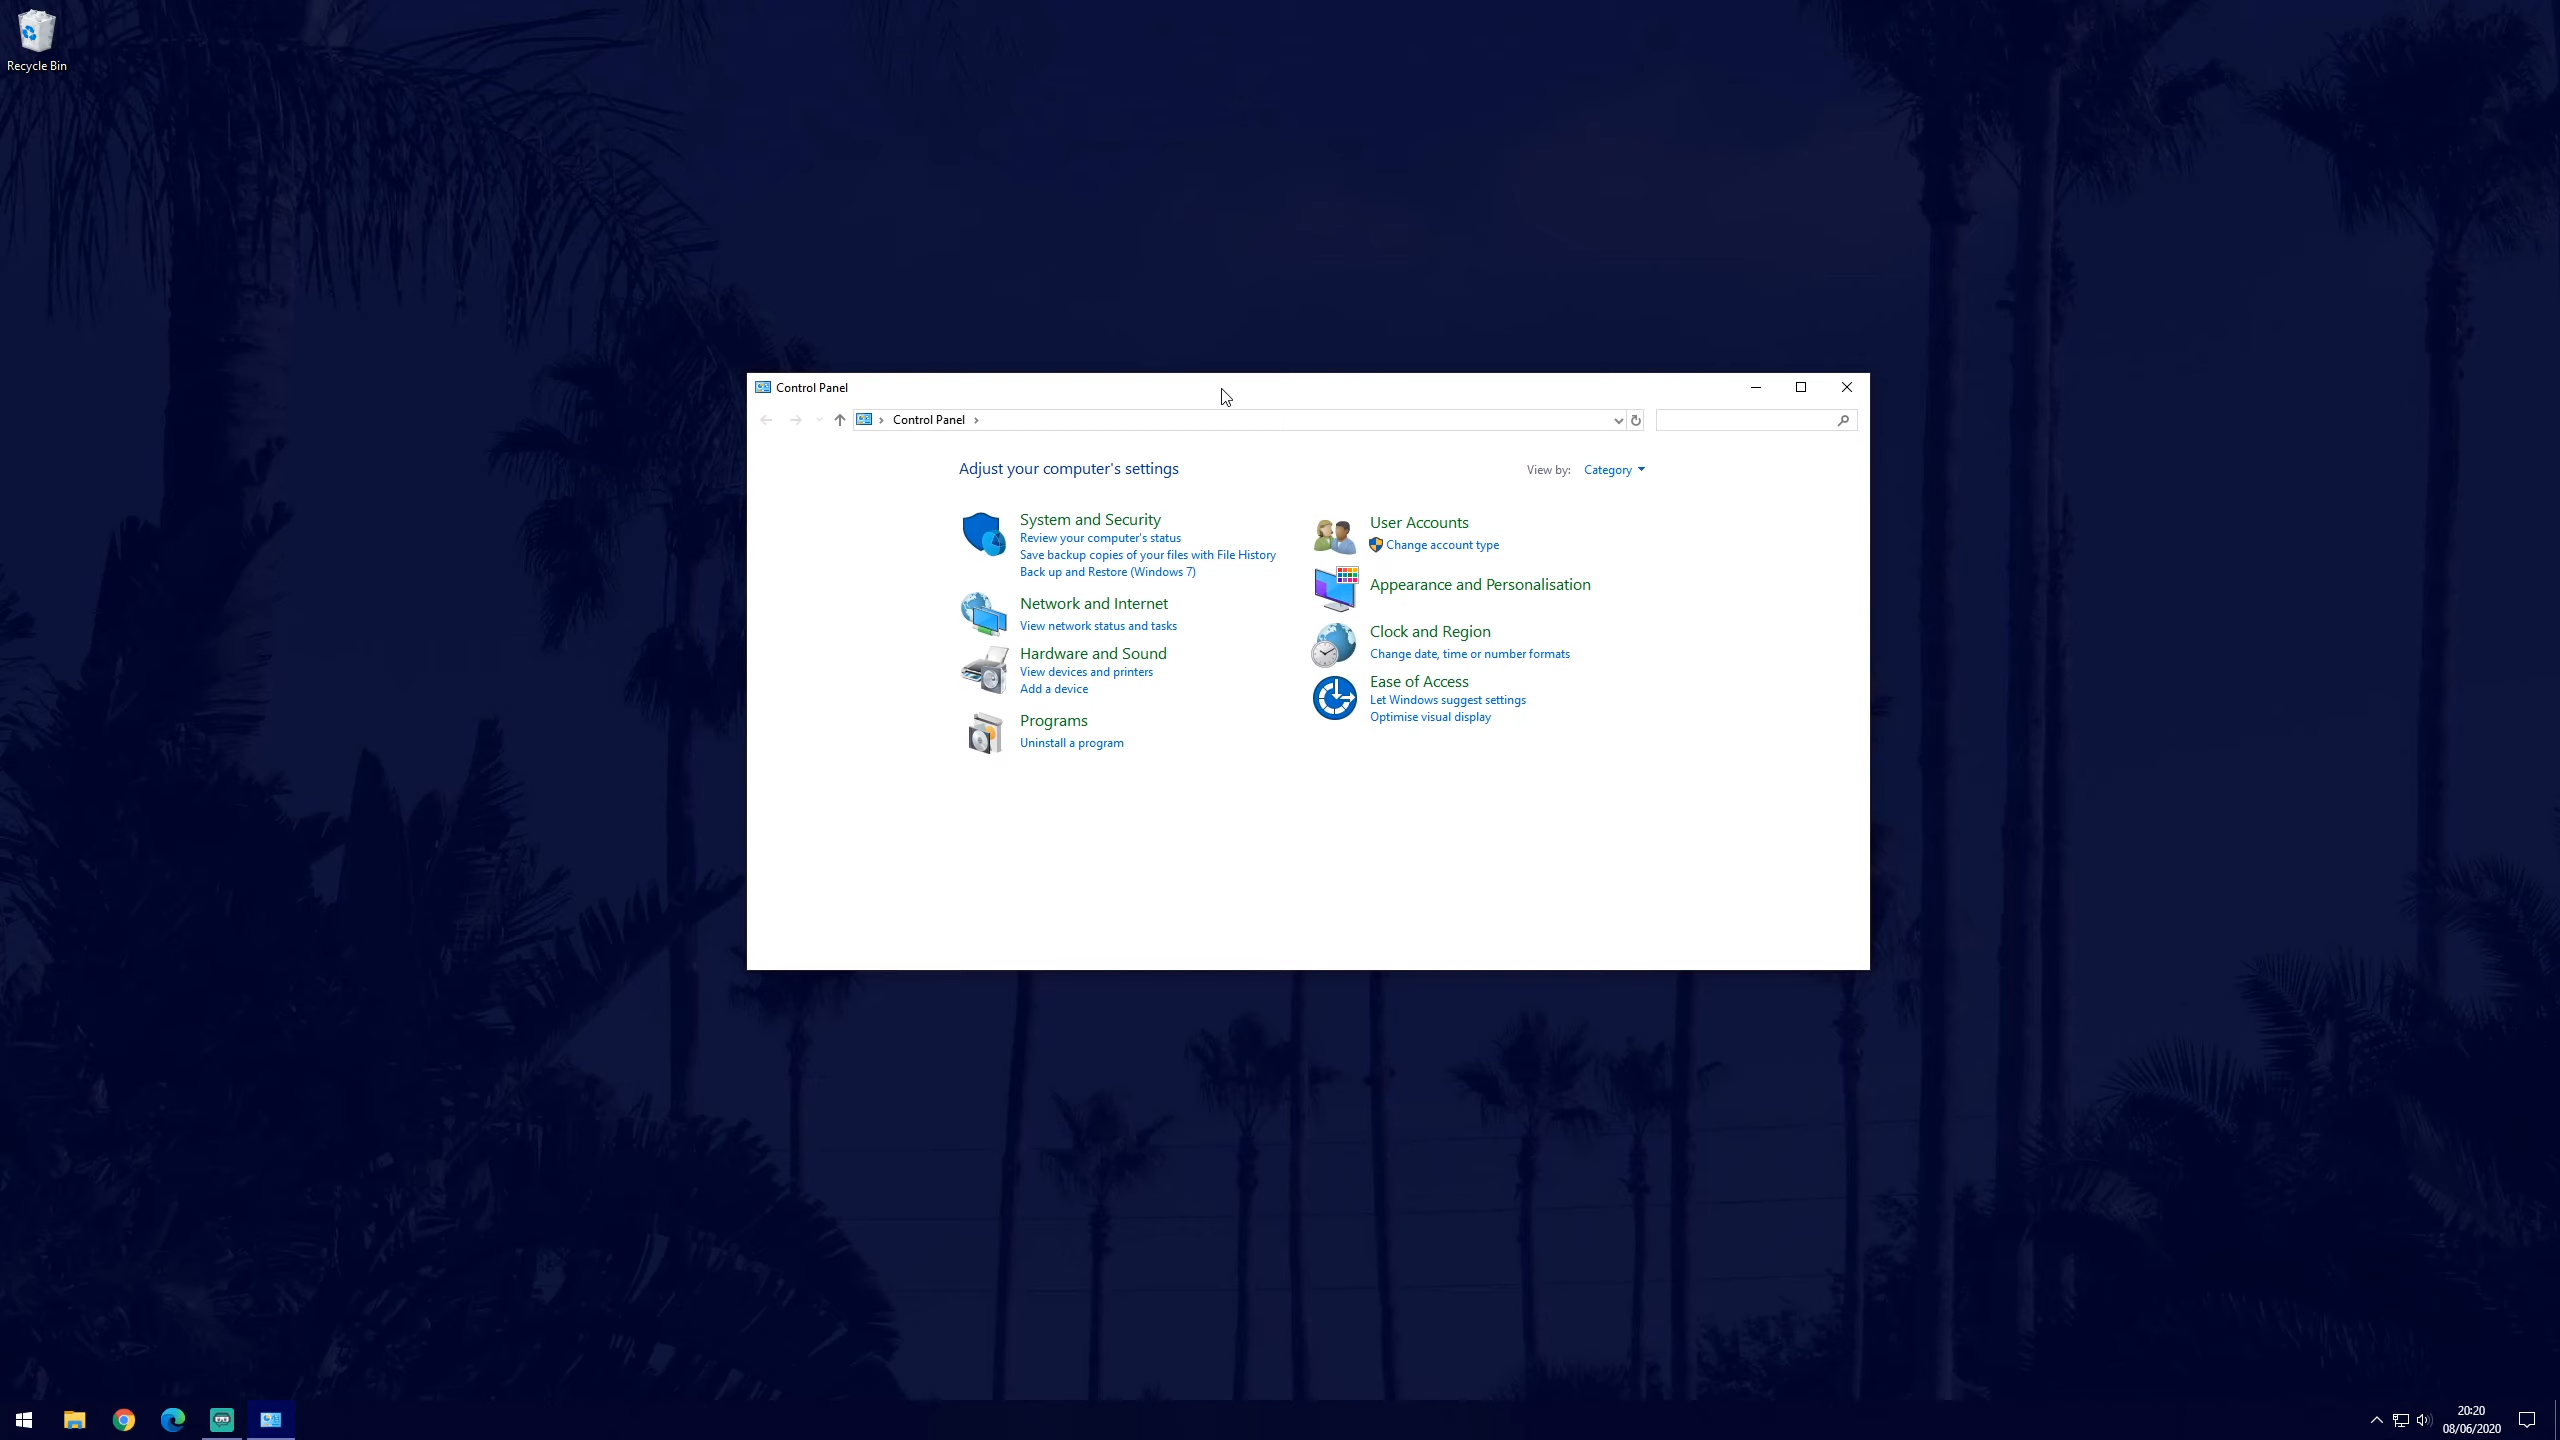 Recycle Bin
Control Panel
Control Panel
Adjust your computer's settings
View by: Category
System and Security
Review your computer's status
Save backup copies of your files with File History
Back up and Restore (Windows 7)
Network and Internet
View network status and tasks
Hardware and Sound
View devices and printers
Add a device
Programs
Uninstall a program
User Accounts
Change account type
Appearance and Personalisation
Clock and Region
Change date, time or number formats
Ease of Access
Let Windows suggest settings
Optimise visual display
20:20
08/06/2020